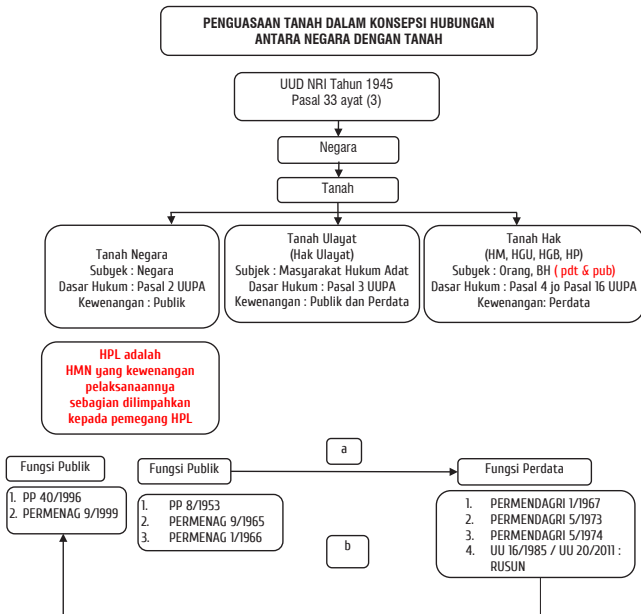 PENGUASAAN TANAH DALAM KONSEPSI HUBUNGAN
ANTARA NEGARA DENGAN TANAH
UUD NRI Tahun 1945
Pasal 33 ayat (3)
Negara
Tanah
Tanah Negara
Subyek : Negara
Dasar Hukum : Pasal 2 UUPA
Kewenangan : Publik
Tanah Ulayat
(Hak Ulayat)
Subjek : Masyarakat Hukum Adat
Dasar Hukum : Pasal 3 UUPA
Kewenangan : Publik dan Perdata
Tanah Hak
(HM, HGU, HGB, HP)
Subyek : Orang, BH ( pdt & pub)
Dasar Hukum : Pasal 4 jo Pasal 16 UUPA
Kewenangan: Perdata
HPL adalah
HMN yang kewenangan
pelaksanaannya
sebagian dilimpahkan
kepada pemegang HPL
a
Fungsi Publik
1. PP 40/1996
2. PERMENAG 9/1999
Fungsi Publik
1. PP 8/1953
2. PERMENAG 9/1965
3. PERMENAG 1/1966
Fungsi Perdata
1. PERMENDAGRI 1/1967
2. PERMENDAGRI 5/1973
3. PERMENDAGRI 5/1974
4. UU 16/1985 / UU 20/2011 :
RUSUN
b